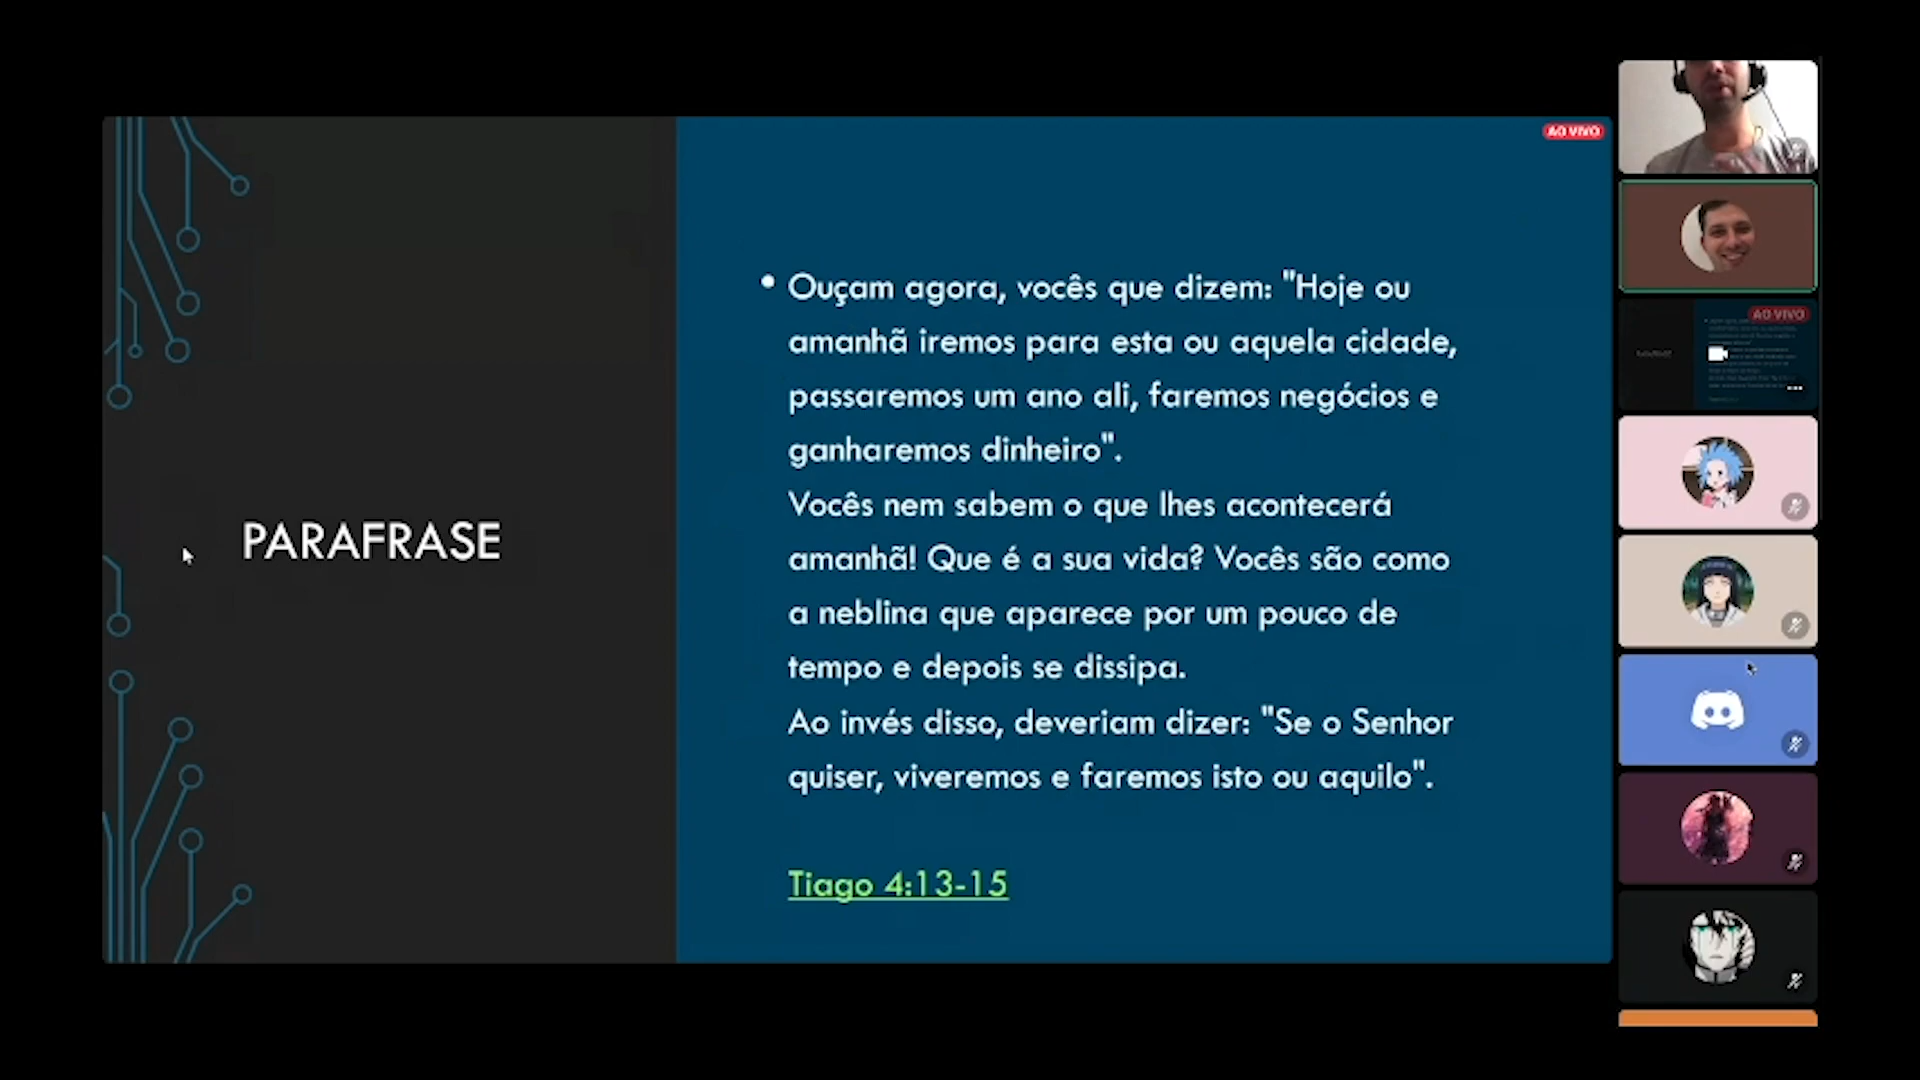 AO VIVO
PARAFRASE
• Ouçam agora, vocês que dizem: "Hoje ou
amanhã iremos para esta ou aquela cidade,
passaremos um ano ali, faremos negócios e
ganharemos dinheiro".
Vocês nem sabem o que lhes acontecerá
amanhã! Que é a sua vida? Vocês são como
a neblina que aparece por um pouco de
tempo e depois se dissipa.
Ao invés disso, deveriam dizer: "Se o Senhor
quiser, viveremos e faremos isto ou aquilo".
Tiago 4:13-15
AO VIVO
PARAFRASE